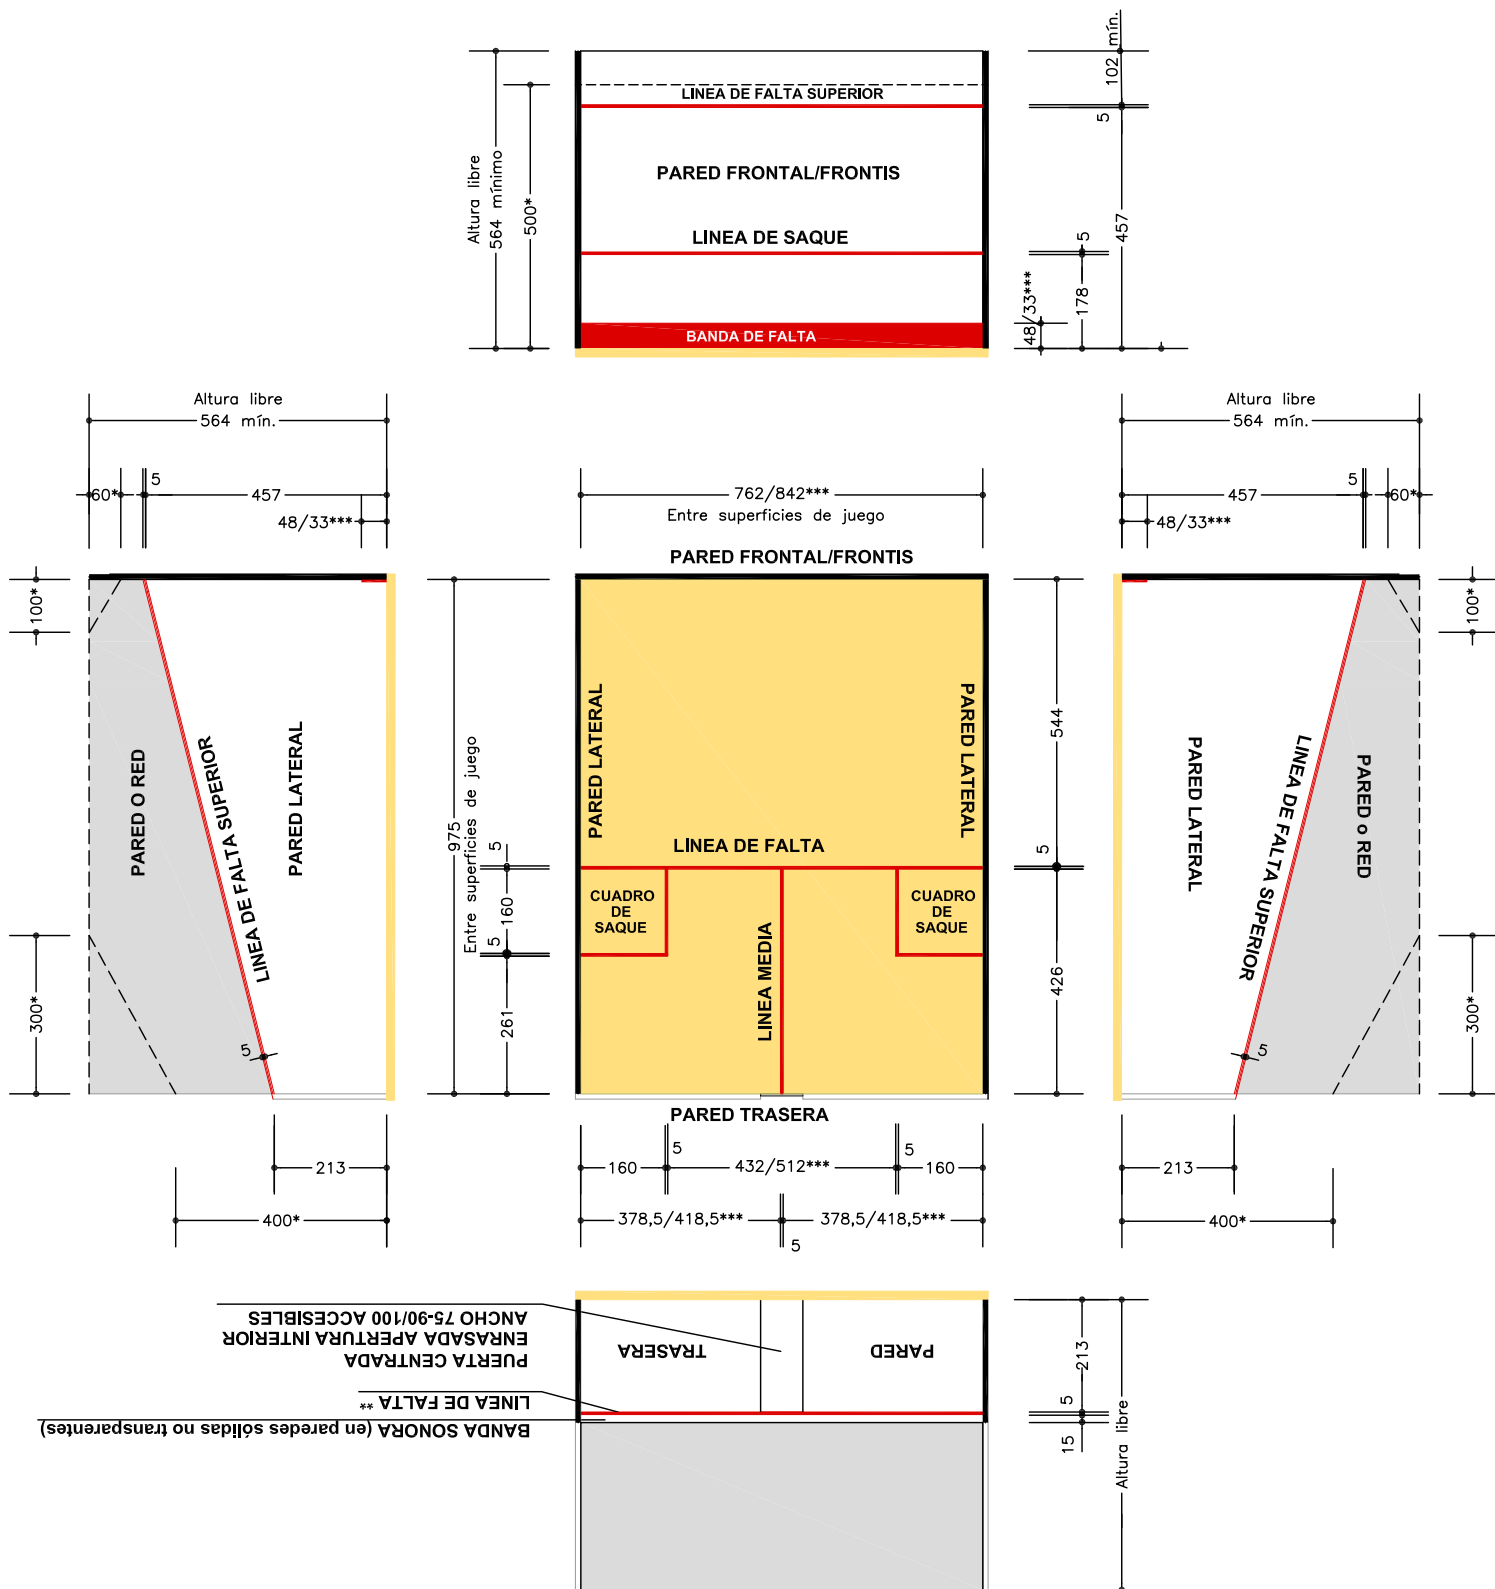 102 mín.
LINEA DE FALTA SUPERIOR
5
Altura libre
564 mínimo
500*
PARED FRONTAL/FRONTIS
457
LINEA DE SAQUE
5
178
48/33***
BANDA DE FALTA
Altura libre
564 mín.
Altura libre
564 mín.
60*
5
457
48/33***
762/842***
Entre superficies de juego
457
5
60*
48/33***
PARED FRONTAL/FRONTIS
100*
100*
PARED O RED
LINEA DE FALTA SUPERIOR
PARED LATERAL
975
Entre superficies de juego
PARED LATERAL
PARED LATERAL
544
PARED LATERAL
LINEA DE FALTA SUPERIOR
PARED o RED
LINEA DE FALTA
5
5
CUADRO
DE
SAQUE
CUADRO
DE
SAQUE
160
5
LINEA MEDIA
261
426
300*
300*
5
5
PARED TRASERA
213
400*
160
5
432/512***
5
160
378,5/418,5***
5
378,5/418,5***
213
400*
ANCHO 75-90/100 ACCESIBLES
ENRASADA APERTURA INTERIOR
PUERTA CENTRADA
TRASERA
PARED
213
LINEA DE FALTA **
5
BANDA SONORA (en paredes sólidas no transparentes)
15
Altura libre